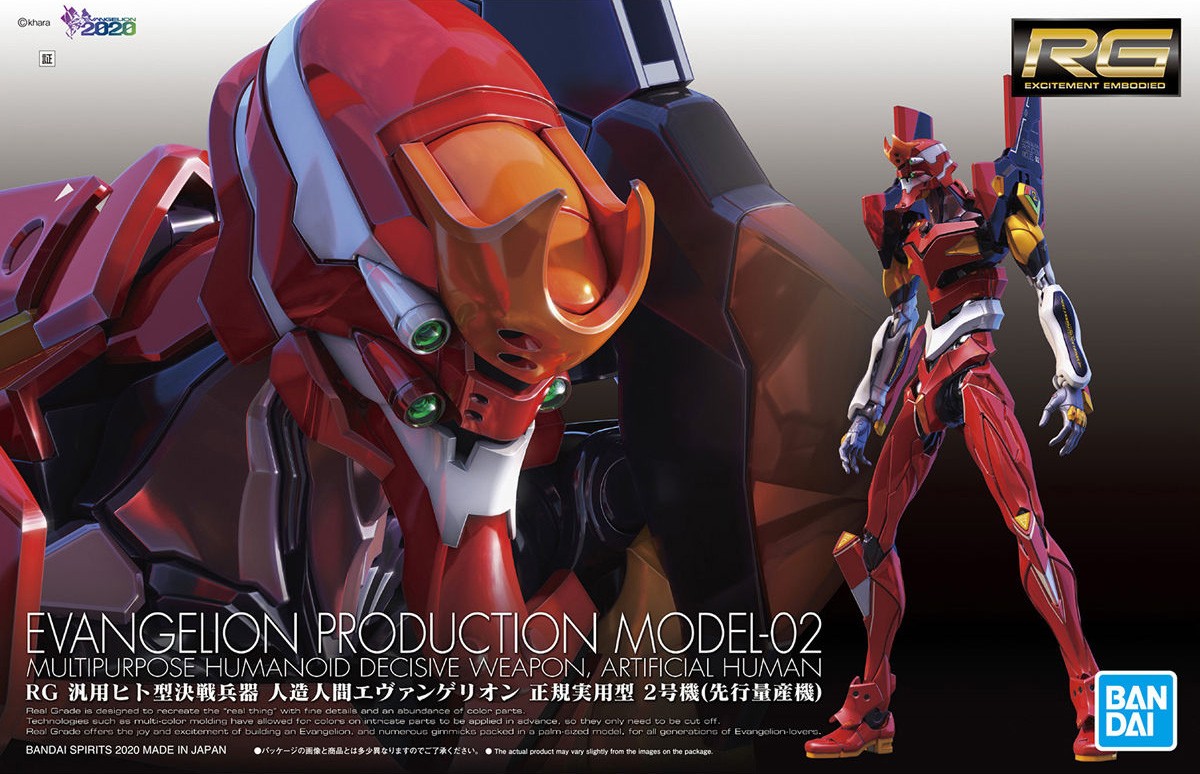 ©khara
EVANGELION
2020
証
RG
EXCITEMENT EMBODIED
EVANGELION PRODUCTION MODEL-02
MULTIPURPOSE HUMANOID DECISIVE WEAPON, ARTIFICIAL HUMAN
RG 汎用ヒト型決戦兵器 人造人間エヴァンゲリオン 正規実用型 2号機(先行量産機)
Real Grade is designed to recreate the "real thing" with fine details and an abundance of color parts.
Technologies such as multi-color molding have allowed for colors on intricate parts to be applied in advance, so they only need to be cut off.
Real Grade offers the joy and excitement of building an Evangelion, and numerous gimmicks packed in a palm-sized model, for all generations of Evangelion-lovers.
BANDAI SPIRITS 2020 MADE IN JAPAN
●パッケージの画像と商品とは多少異なりますのでご了承ください。 ● The actual product may vary slightly from the images on the package.
BAN
DAI